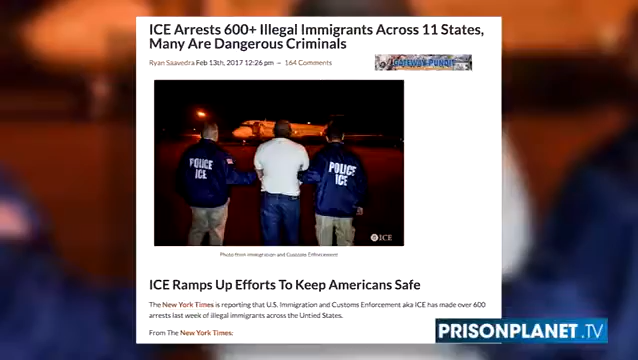 ICE Arrests 600+ Illegal Immigrants Across 11 States,
Many Are Dangerous Criminals
Ryan Saavedra Feb 13th, 2017 12:26 pm – 164 Comments
GATEWAY PUNDIT
POLICE
ICE
POLICE
ICE
ICE
Photo from Immigration and Customs Enforcement
ICE Ramps Up Efforts To Keep Americans Safe
The New York Times is reporting that U.S. Immigration and Customs Enforcement aka ICE has made over 600
arrests last week of illegal immigrants across the Untied States.
From The New York Times:
PRISONPLANET.TV